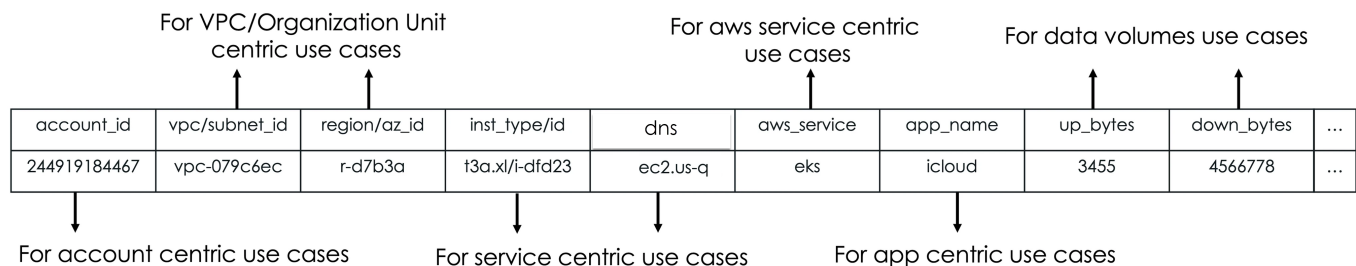 For VPC/Organization Unit
centric use cases
For aws service centric
use cases
For data volumes use cases
account_id vpc/subnet_id region/az_id inst_type/id dns aws_service app_name up_bytes down_bytes ...
244919184467 vpc-079c6ec r-d7b3a t3a.xl/i-dfd23 ec2.us-q eks icloud 3455 4566778 ...
For account centric use cases
For service centric use cases
For app centric use cases